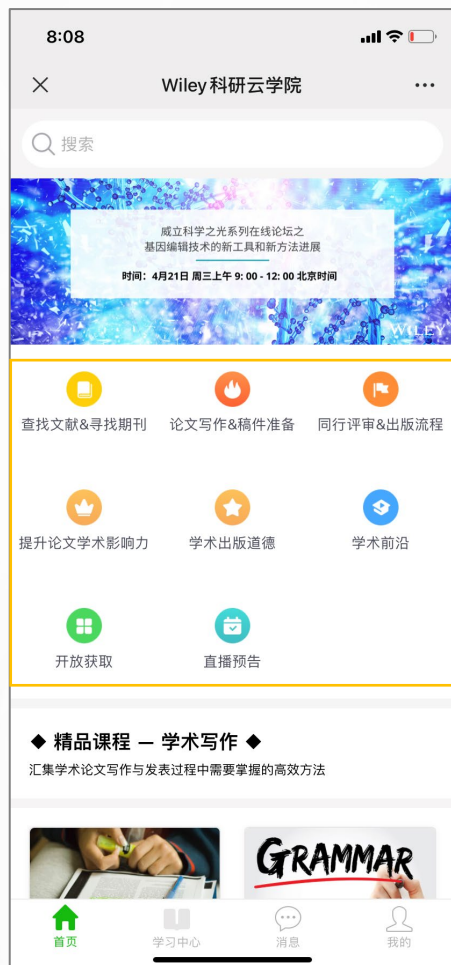 8:08
Wiley科研云学院
搜索
威立科学之光系列在线论坛之
基因编辑技术的新工具和新方法进展
时间：4月21日 周三上午 9: 00 - 12: 00 北京时间
WILEY
查找文献&寻找期刊
论文写作&稿件准备
同行评审&出版流程
提升论文学术影响力
学术出版道德
学术前沿
开放获取
直播预告
◆ 精品课程 — 学术写作 ◆
汇集学术论文写作与发表过程中需要掌握的高效方法
GRAMMAR
首页
学习中心
消息
我的